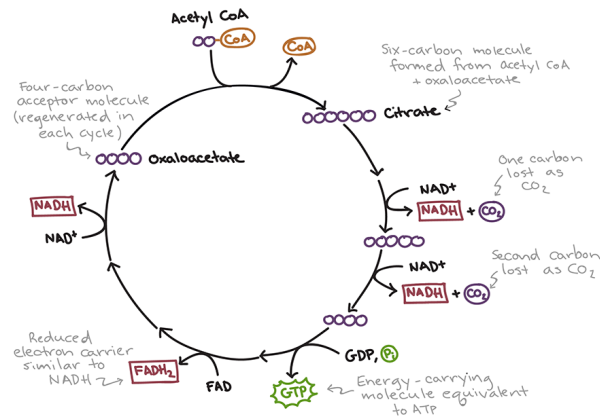 Acetyl CoA
CoA
CoA
Six-carbon molecule
formed from acetyl CoA
+ oxaloacetate
Citrate
Four-carbon
acceptor molecule
(regenerated in
each cycle)
Oxaloacetate
One carbon
lost as
CO2
NAD+
NADH + CO2
NADH
NAD+
Second carbon
lost as CO2
NAD+
NADH + CO2
GDP, Pi
GTP
Energy-carrying
molecule equivalent
to ATP
FAD
FADH2
Reduced
electron carrier
similar to
NADH